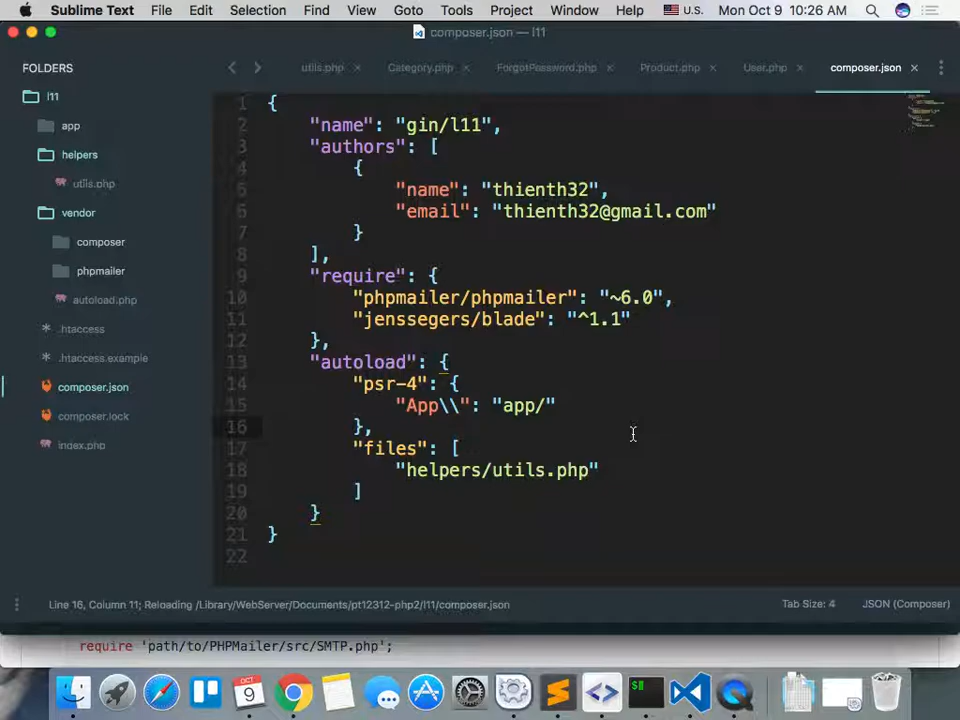 Sublime Text File Edit Selection Find View Goto Tools Project Window Help U.S. Mon Oct 9 10:26 AM
composer.json — l11
FOLDERS
l11
app
helpers
utils.php
vendor
composer
phpmailer
autoload.php
.htaccess
.htaccess.example
composer.json
composer.lock
index.php
utils.php × Category.php × ForgotPassword.php × Product.php × User.php × composer.json ×
1 {
2 "name": "gin/l11",
3 "authors": [
4 {
5 "name": "thienth32",
6 "email": "thienth32@gmail.com"
7 }
8 ],
9 "require": {
10 "phpmailer/phpmailer": "~6.0",
11 "jenssegers/blade": "^1.1"
12 },
13 "autoload": {
14 "psr-4": {
15 "App\\": "app/"
16 },
17 "files": [
18 "helpers/utils.php"
19 ]
20 }
21 }
22
Line 16, Column 11; Reloading /Library/WebServer/Documents/pt12312-php2/l11/composer.json Tab Size: 4 JSON (Composer)
require 'path/to/PHPMailer/src/SMTP.php';
9